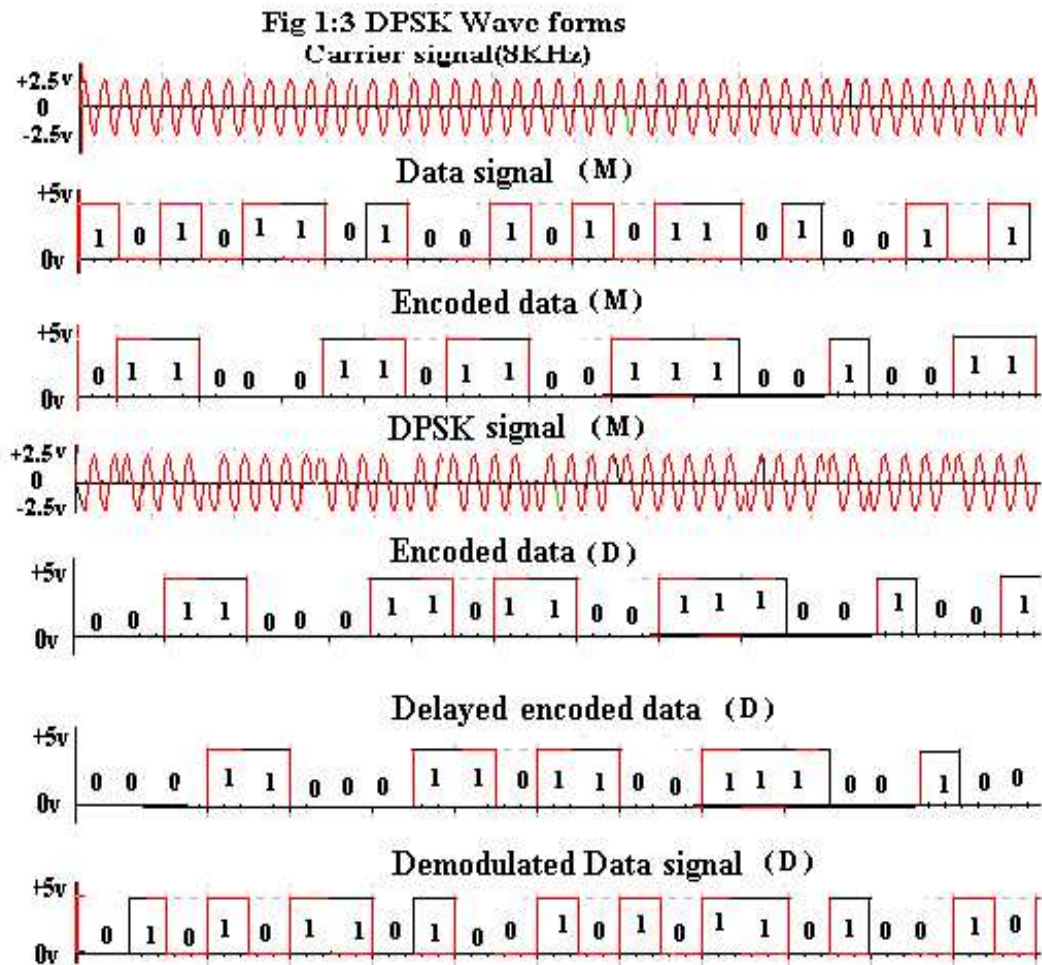 Fig 1:3 DPSK Wave forms
Carrier signal(8KHz)
+2.5v
0
-2.5v
Data signal (M)
+5v
1 0 1 0 1 1 0 1 0 0 1 0 1 0 1 1 0 1 0 0 1 1
0v
Encoded data (M)
+5v
0 1 1 0 0 0 1 1 0 1 1 0 0 1 1 1 0 0 1 0 0 1 1
0v
DPSK signal (M)
+2.5v
0
-2.5v
Encoded data (D)
+5v
0 0 1 1 0 0 0 1 1 0 1 1 0 0 1 1 1 0 0 1 0 0 1
0v
Delayed encoded data (D)
+5v
0 0 0 1 1 0 0 0 1 1 0 1 1 0 0 1 1 1 0 0 1 0 0
0v
Demodulated Data signal (D)
+5v
0 1 0 1 0 1 1 0 1 0 0 1 0 1 0 1 1 0 1 0 0 1 0
0v